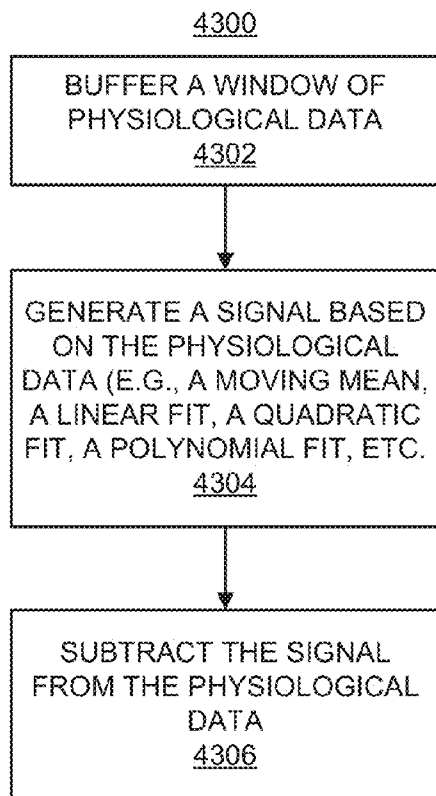 4300
BUFFER A WINDOW OF
PHYSIOLOGICAL DATA
4302
GENERATE A SIGNAL BASED
ON THE PHYSIOLOGICAL
DATA (E.G., A MOVING MEAN,
A LINEAR FIT, A QUADRATIC
FIT, A POLYNOMIAL FIT, ETC.
4304
SUBTRACT THE SIGNAL
FROM THE PHYSIOLOGICAL
DATA
4306